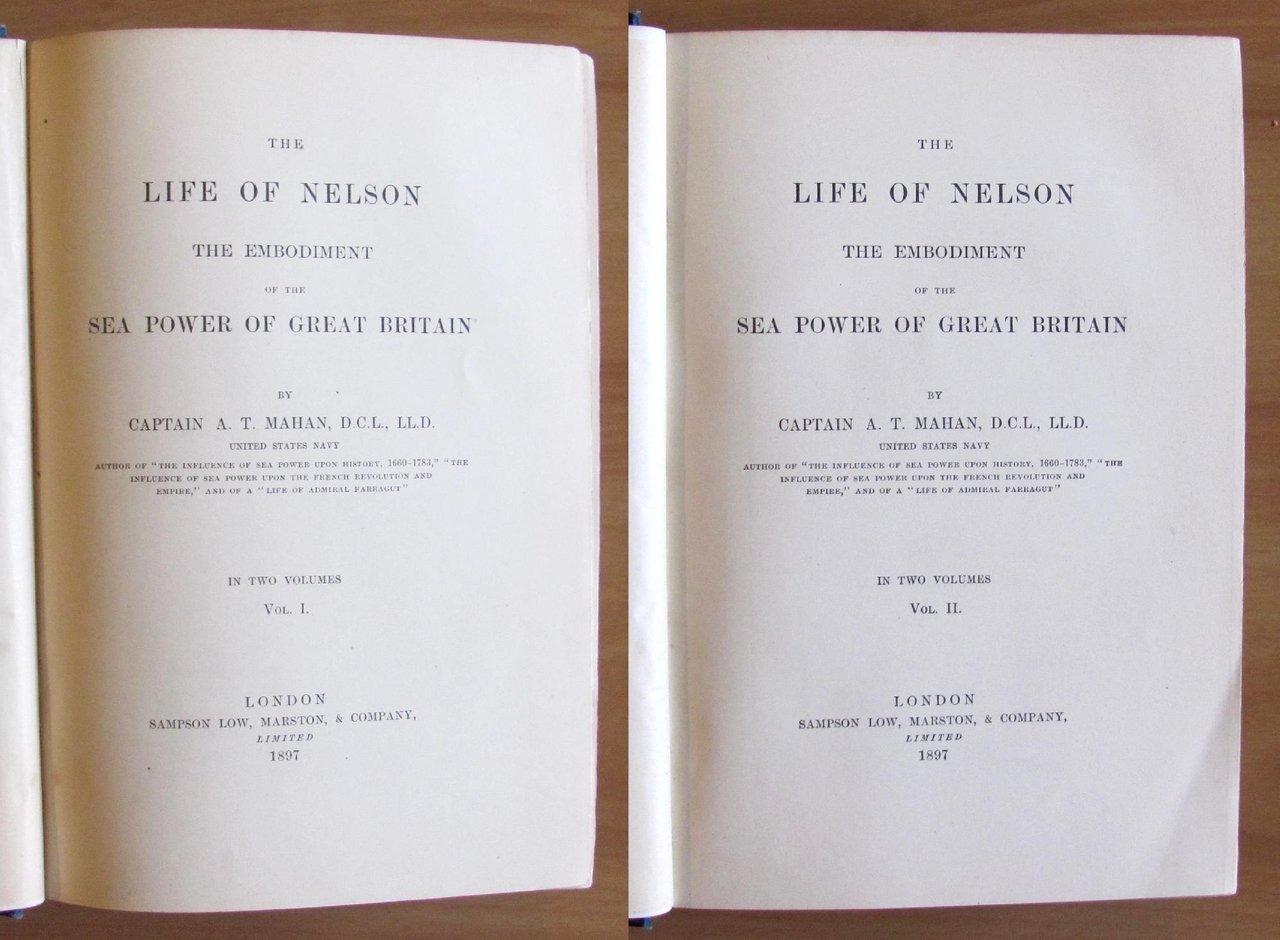 THE
LIFE OF NELSON
THE EMBODIMENT
OF THE
SEA POWER OF GREAT BRITAIN
BY
CAPTAIN A. T. MAHAN, D.C.L., LL.D.
UNITED STATES NAVY
AUTHOR OF "THE INFLUENCE OF SEA POWER UPON HISTORY, 1660-1783," "THE
INFLUENCE OF SEA POWER UPON THE FRENCH REVOLUTION AND
EMPIRE," AND OF A "LIFE OF ADMIRAL FARRAGUT"
IN TWO VOLUMES
VOL. I.
LONDON
SAMPSON LOW, MARSTON, & COMPANY,
LIMITED
1897
THE
LIFE OF NELSON
THE EMBODIMENT
OF THE
SEA POWER OF GREAT BRITAIN
BY
CAPTAIN A. T. MAHAN, D.C.L., LL.D.
UNITED STATES NAVY
AUTHOR OF "THE INFLUENCE OF SEA POWER UPON HISTORY, 1660-1783," "THE
INFLUENCE OF SEA POWER UPON THE FRENCH REVOLUTION AND
EMPIRE," AND OF A "LIFE OF ADMIRAL FARRAGUT"
IN TWO VOLUMES
VOL. II.
LONDON
SAMPSON LOW, MARSTON, & COMPANY,
LIMITED
1897